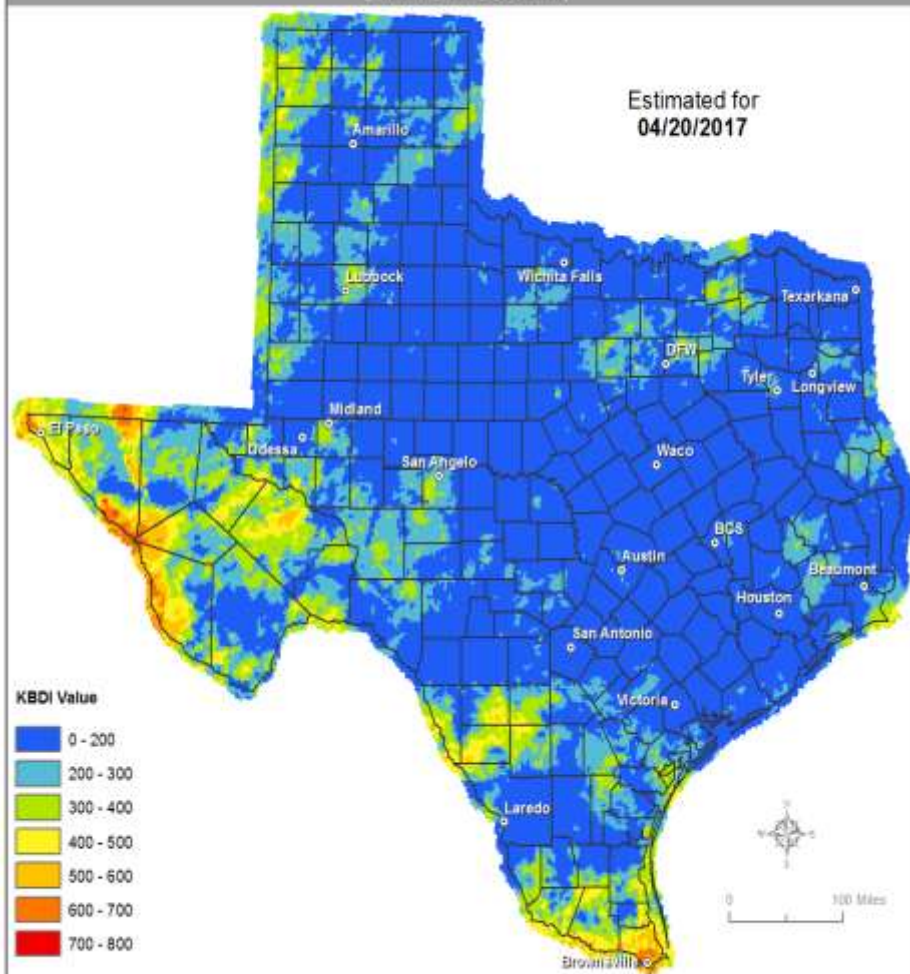 Estimated for
04/20/2017
Amarillo
Lubbock
Wichita Falls
Texarkana
DFW
Tyler
Longview
Midland
El Paso
Odessa
San Angelo
Waco
BCS
Austin
Beaumont
Houston
San Antonio
Victoria
Laredo
Brownsville
KBDI Value
0 - 200
200 - 300
300 - 400
400 - 500
500 - 600
600 - 700
700 - 800
0 100 Miles